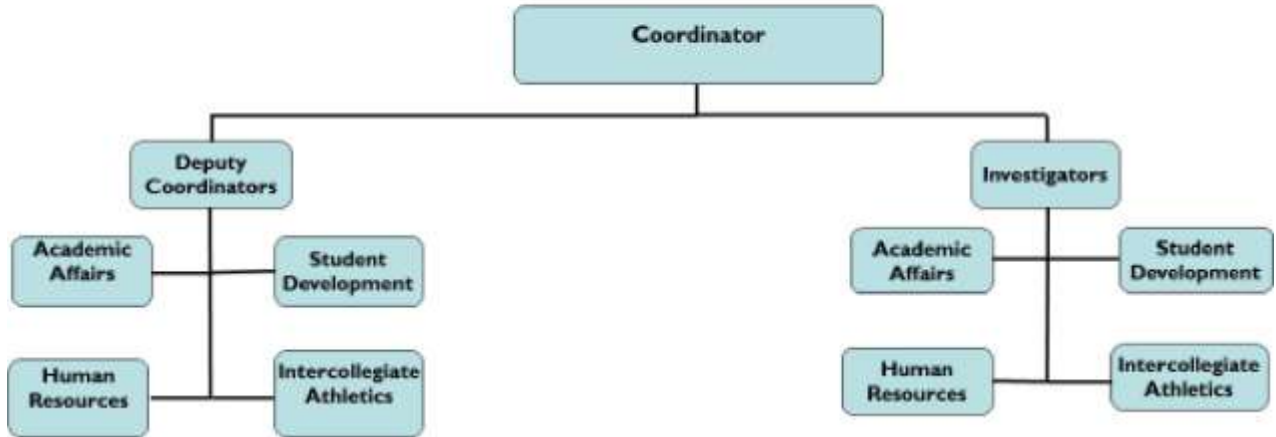 Coordinator
Deputy
Coordinators
Investigators
Academic
Affairs
Student
Development
Human
Resources
Intercollegiate
Athletics
Academic
Affairs
Student
Development
Human
Resources
Intercollegiate
Athletics